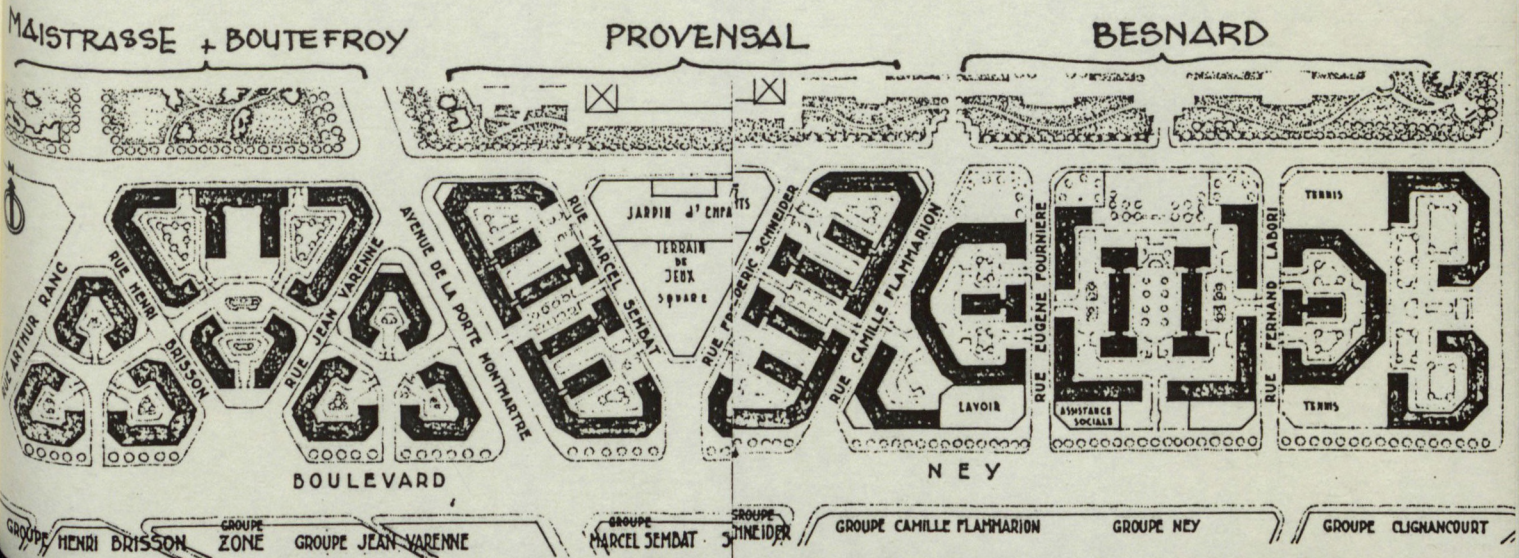 MAISTRASSE + BOUTEFROY
PROVENSAL
BESNARD
N
RUE ARTHUR RANC
RUE HENRI BRISSON
RUE JEAN VARENNE
AVENUE DE LA PORTE MONTMARTRE
RUE MARCEL SEMBAT
JARDIN d'ENFANTS
TERRAIN
DE
JEUX
SQUARE
RUE FREDERIC SCHNEIDER
RUE CAMILLE FLAMMARION
RUE EUGENE FOURNIERE
RUE FERNAND LABORI
TENNIS
TENNIS
LAVOIR
ASSISTANCE
SOCIALE
BOULEVARD
NEY
GROUPE
HENRI BRISSON
GROUPE
ZONE
GROUPE JEAN VARENNE
GROUPE
MARCEL SEMBAT
GROUPE
SCHNEIDER
GROUPE CAMILLE FLAMMARION
GROUPE NEY
GROUPE CLIGNANCOURT